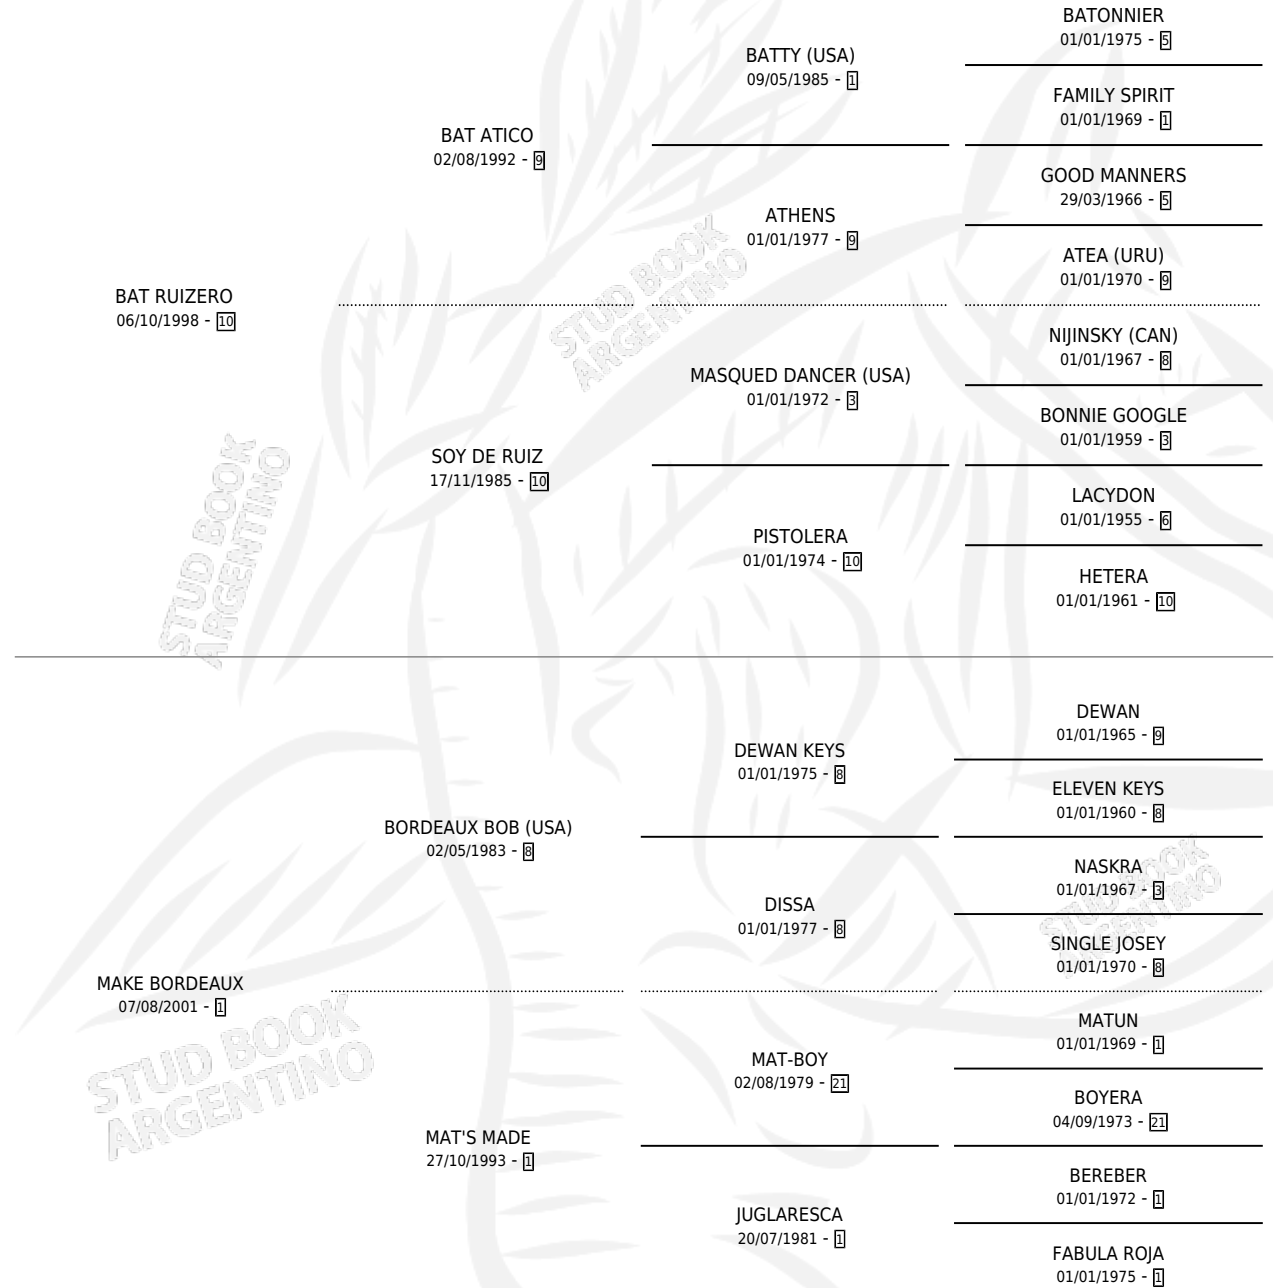 BATONNIER
01/01/1975 - 5
BATTY (USA)
09/05/1985 - 1
FAMILY SPIRIT
01/01/1969 - 1
BAT ATICO
02/08/1992 - 9
GOOD MANNERS
29/03/1966 - 5
ATHENS
01/01/1977 - 9
ATEA (URU)
01/01/1970 - 9
BAT RUIZERO
06/10/1998 - 10
NIJINSKY (CAN)
01/01/1967 - 8
MASQUED DANCER (USA)
01/01/1972 - 3
BONNIE GOOGLE
01/01/1959 - 3
SOY DE RUIZ
17/11/1985 - 10
LACYDON
01/01/1955 - 6
PISTOLERA
01/01/1974 - 10
HETERA
01/01/1961 - 10
DEWAN
01/01/1965 - 9
DEWAN KEYS
01/01/1975 - 8
ELEVEN KEYS
01/01/1960 - 8
BORDEAUX BOB (USA)
02/05/1983 - 8
NASKRA
01/01/1967 - 3
DISSA
01/01/1977 - 8
SINGLE JOSEY
01/01/1970 - 8
MAKE BORDEAUX
07/08/2001 - 1
MATUN
01/01/1969 - 1
MAT-BOY
02/08/1979 - 21
BOYERA
04/09/1973 - 21
MAT'S MADE
27/10/1993 - 1
BEREBER
01/01/1972 - 1
JUGLARESCA
20/07/1981 - 1
FABULA ROJA
01/01/1975 - 1
STUD BOOK
ARGENTINO
STUD BOOK
ARGENTINO
STUD BOOK
ARGENTINO
STUD BOOK
ARGENTINO